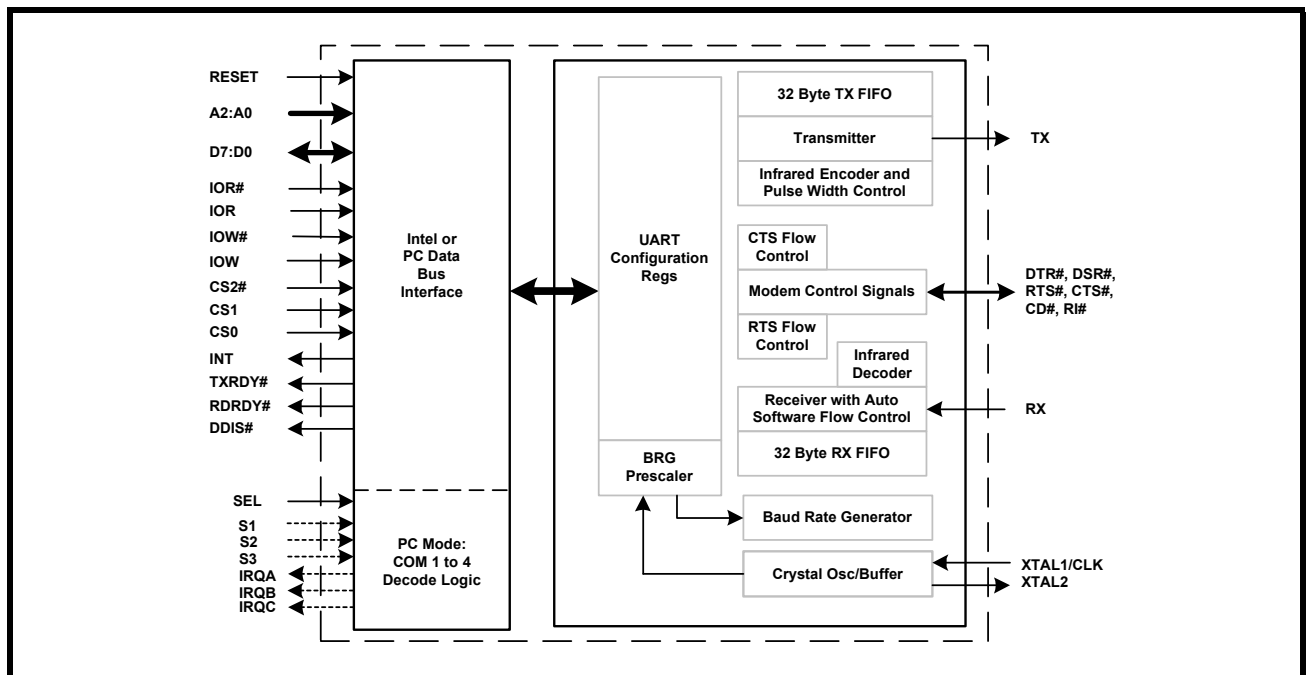 RESET
A2:A0
D7:D0
IOR#
IOR
IOW#
IOW
CS2#
CS1
CS0
INT
TXRDY#
RDRDY#
DDIS#
SEL
S1
S2
S3
IRQA
IRQB
IRQC
Intel or
PC Data
Bus
Interface
PC Mode:
COM 1 to 4
Decode Logic
UART
Configuration
Regs
BRG
Prescaler
32 Byte TX FIFO
Transmitter
Infrared Encoder and
Pulse Width Control
CTS Flow
Control
Modem Control Signals
RTS Flow
Control
Infrared
Decoder
Receiver with Auto
Software Flow Control
32 Byte RX FIFO
Baud Rate Generator
Crystal Osc/Buffer
TX
DTR#, DSR#,
RTS#, CTS#,
CD#, RI#
RX
XTAL1/CLK
XTAL2